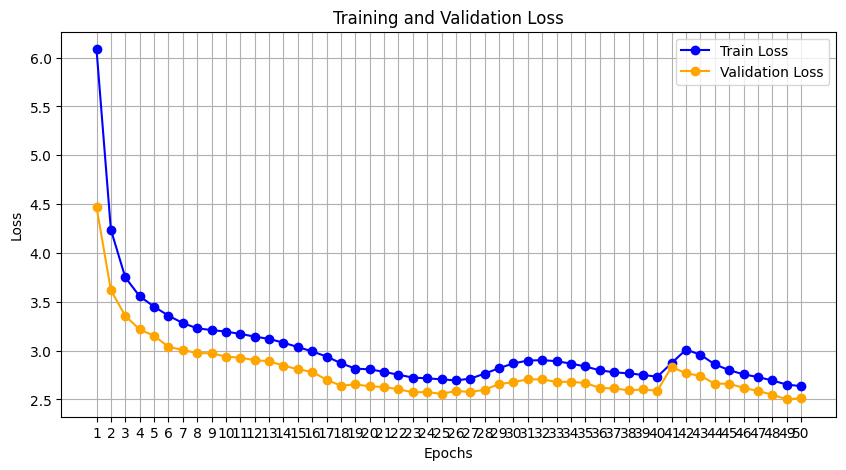 Training and Validation Loss
Train Loss
Validation Loss
6.0
5.5
5.0
4.5
4.0
3.5
3.0
2.5
Loss
1 2 3 4 5 6 7 8 9 10 11 12 13 14 15 16 17 18 19 20 21 22 23 24 25 26 27 28 29 30 31 32 33 34 35 36 37 38 39 40 41 42 43 44 45 46 47 48 49 50
Epochs